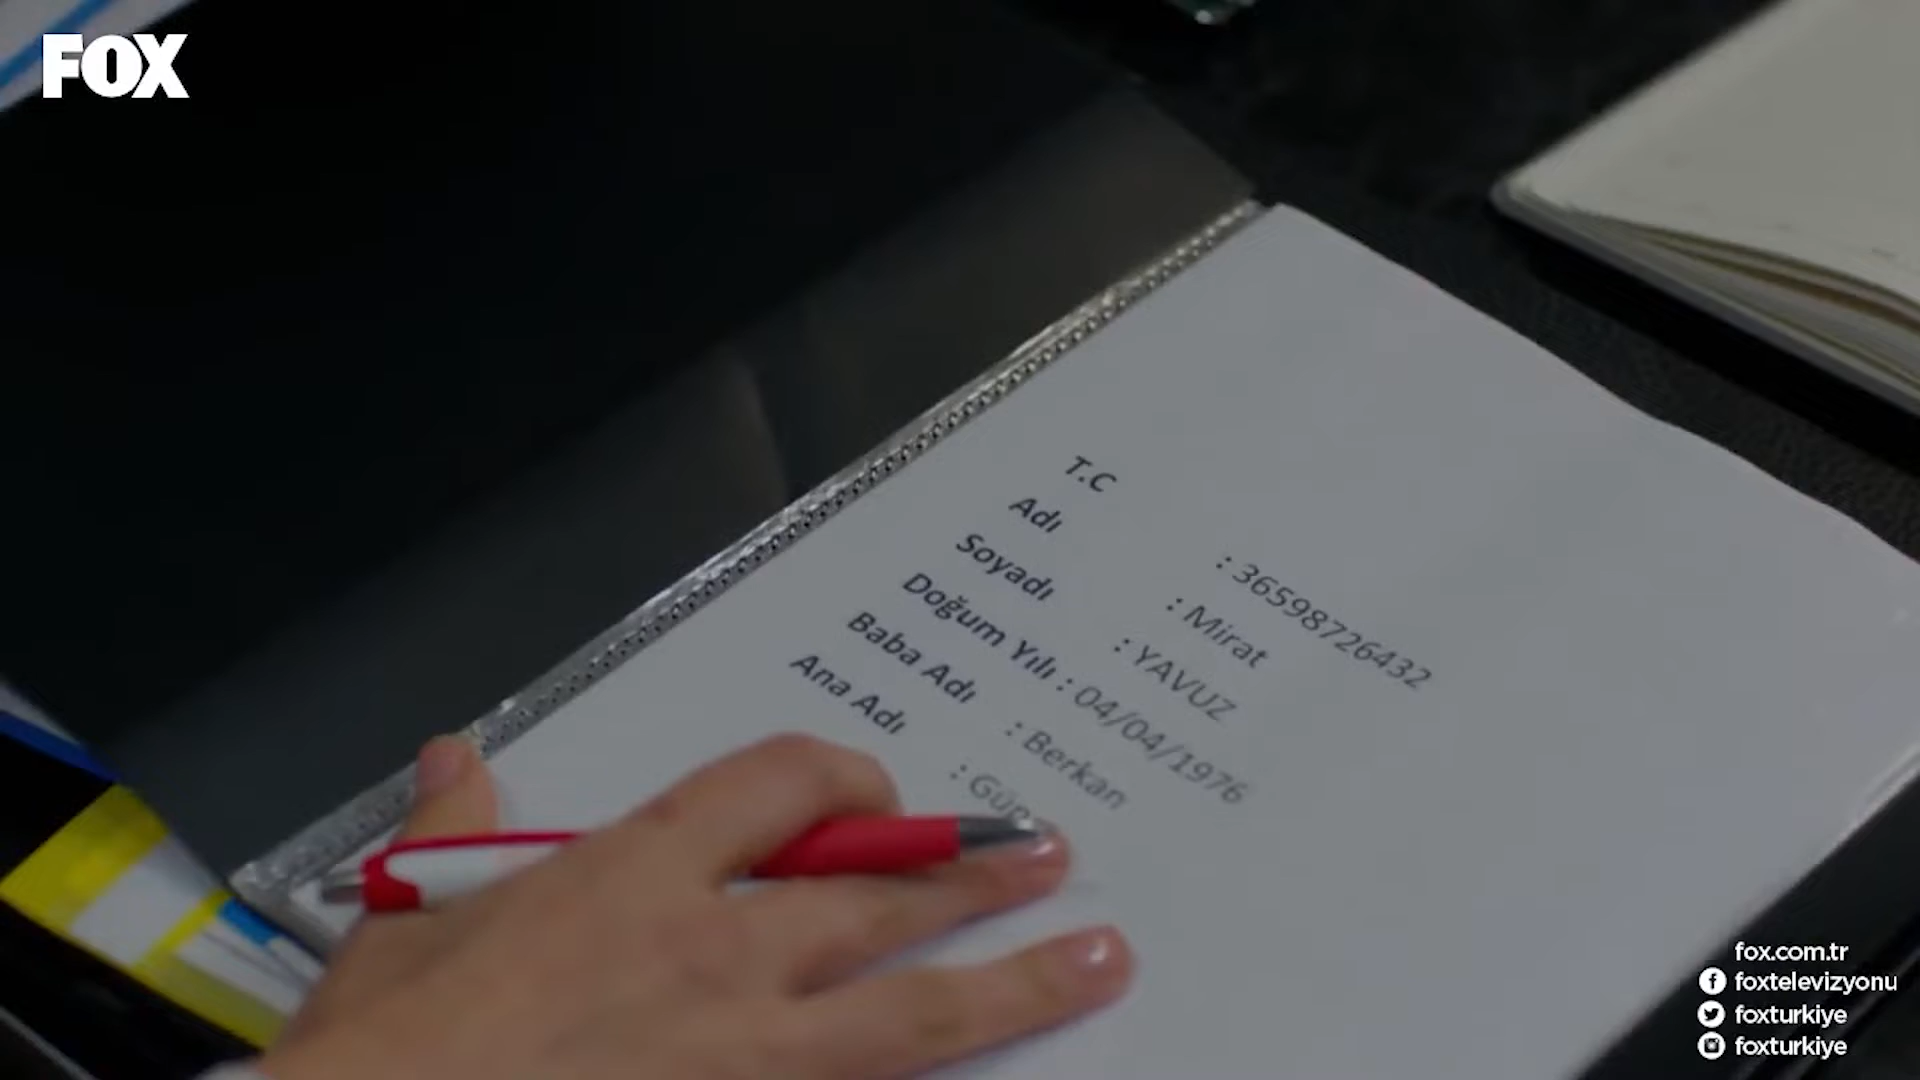 FOX
T.C : 36598726432
Adı : Mirat
Soyadı : YAVUZ
Doğum Yılı : 04/04/1976
Baba Adı : Berkan
Ana Adı :
fox.com.tr
foxtelevizyonu
foxturkiye
foxturkiye